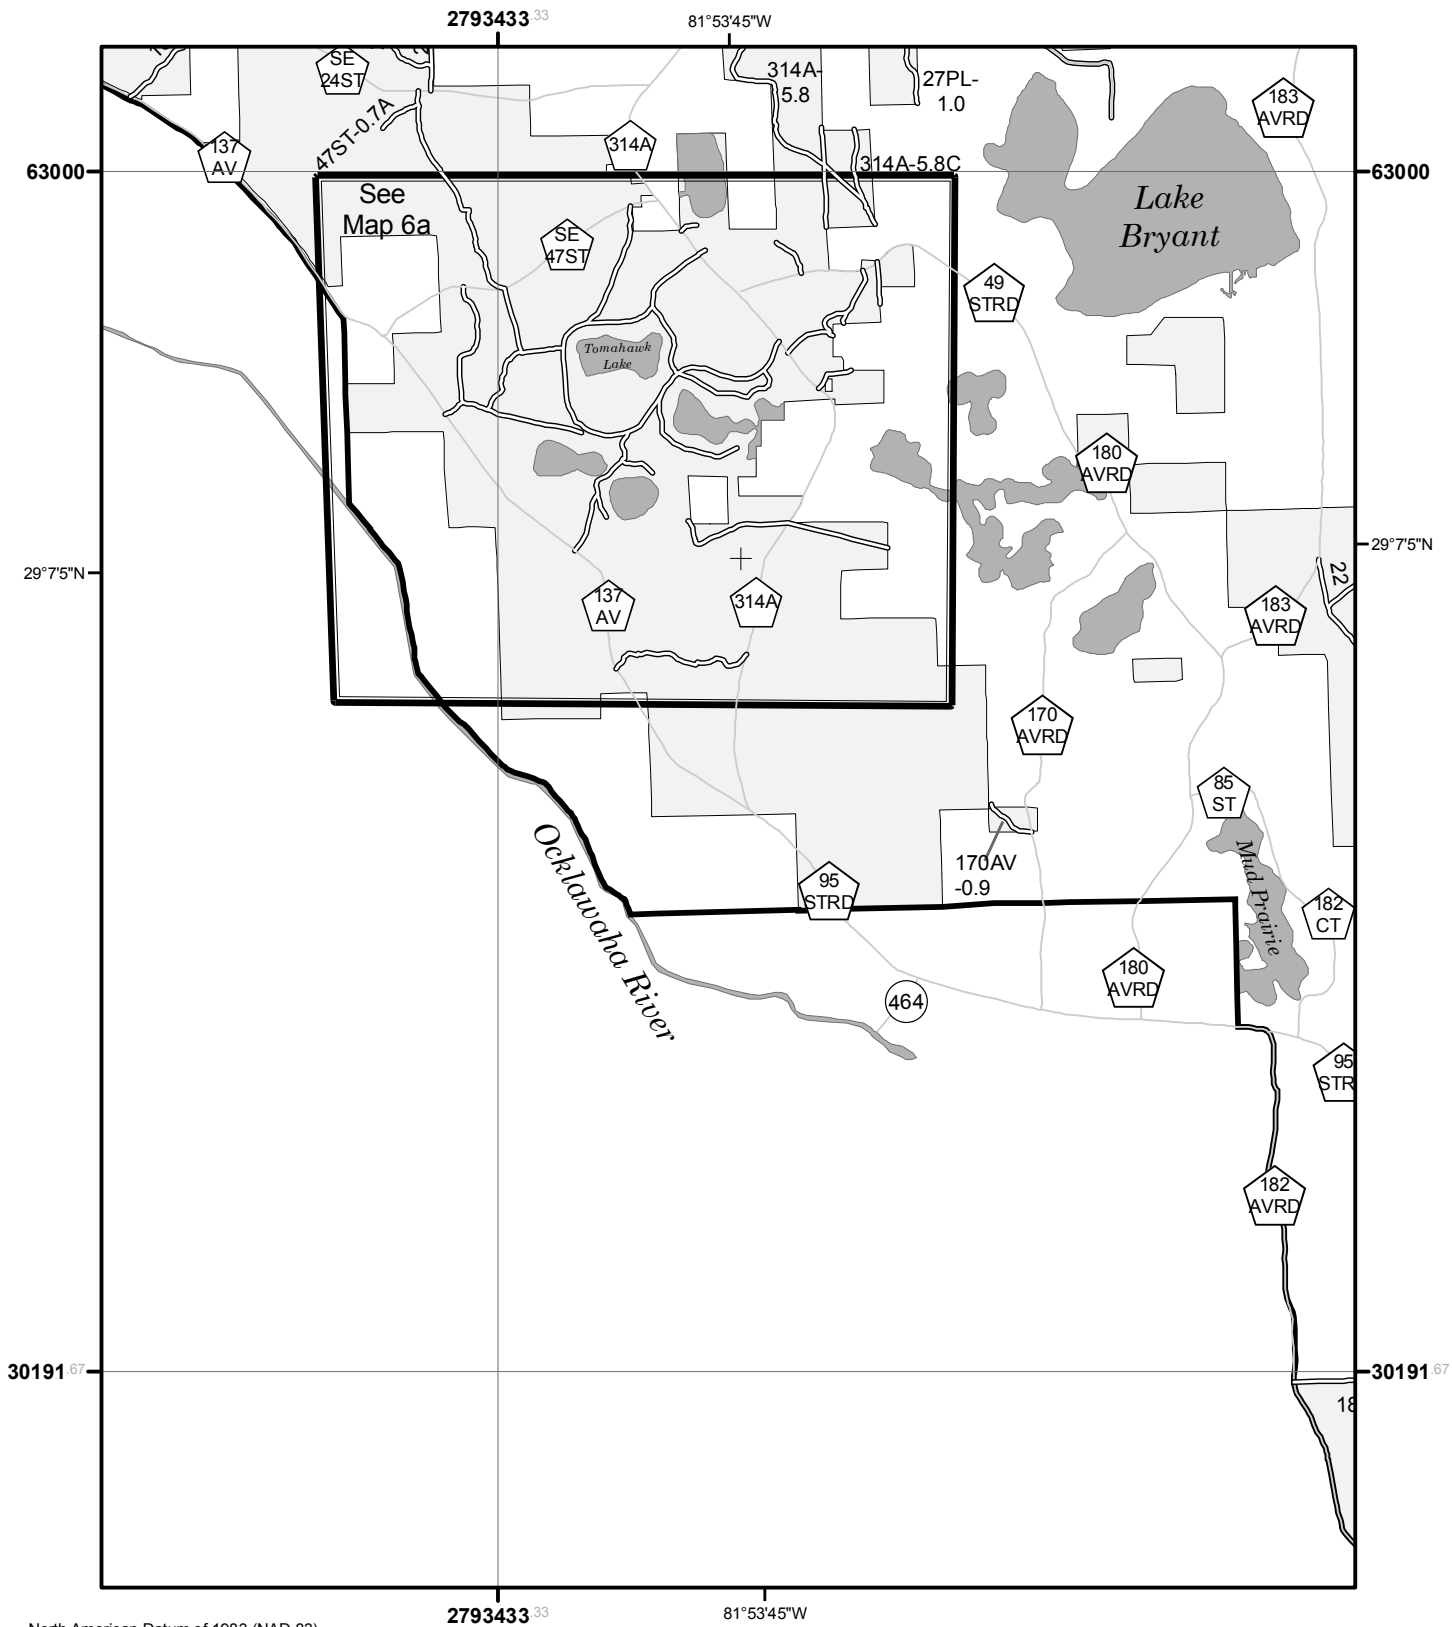 2793433.33
81°53'45"W
SE
24ST
314A-
5.8
27PL-
1.0
183
AVRD
47ST-0.7A
137
AV
314A
314A-5.8C
63000
63000
See
Map 6a
Lake
Bryant
SE
47ST
49
STRD
Tomahawk
Lake
180
AVRD
29°7'5"N
29°7'5"N
22
137
AV
314A
183
AVRD
170
AVRD
85
ST
Ocklawaha River
170AV
-0.9
Mud Prairie
95
STRD
182
CT
180
AVRD
464
95
STR
182
AVRD
30191.67
30191.67
18
2793433.33
81°53'45"W